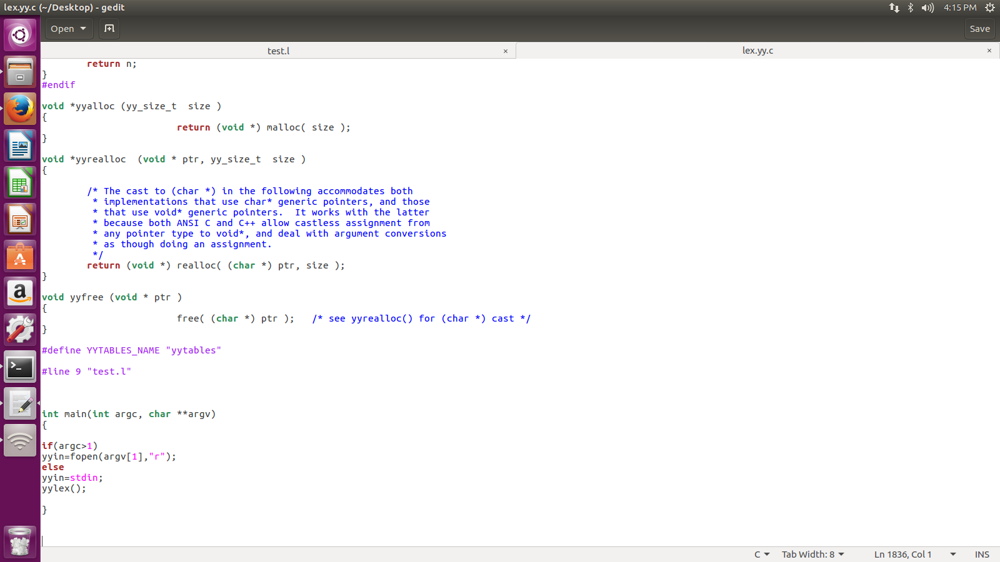 lex.yy.c (~/Desktop) - gedit
4:15 PM
Open
Save
test.l ×
lex.yy.c ×
return n;
}
#endif
void *yyalloc (yy_size_t  size )
{
return (void *) malloc( size );
}
void *yyrealloc  (void * ptr, yy_size_t  size )
{
/* The cast to (char *) in the following accommodates both
* implementations that use char* generic pointers, and those
* that use void* generic pointers.  It works with the latter
* because both ANSI C and C++ allow castless assignment from
* any pointer type to void*, and deal with argument conversions
* as though doing an assignment.
*/
return (void *) realloc( (char *) ptr, size );
}
void yyfree (void * ptr )
{
free( (char *) ptr );   /* see yyrealloc() for (char *) cast */
}
#define YYTABLES_NAME "yytables"
#line 9 "test.l"
int main(int argc, char **argv)
{
if(argc>1)
yyin=fopen(argv[1],"r");
else
yyin=stdin;
yylex();
}
C
Tab Width: 8
Ln 1836, Col 1
INS